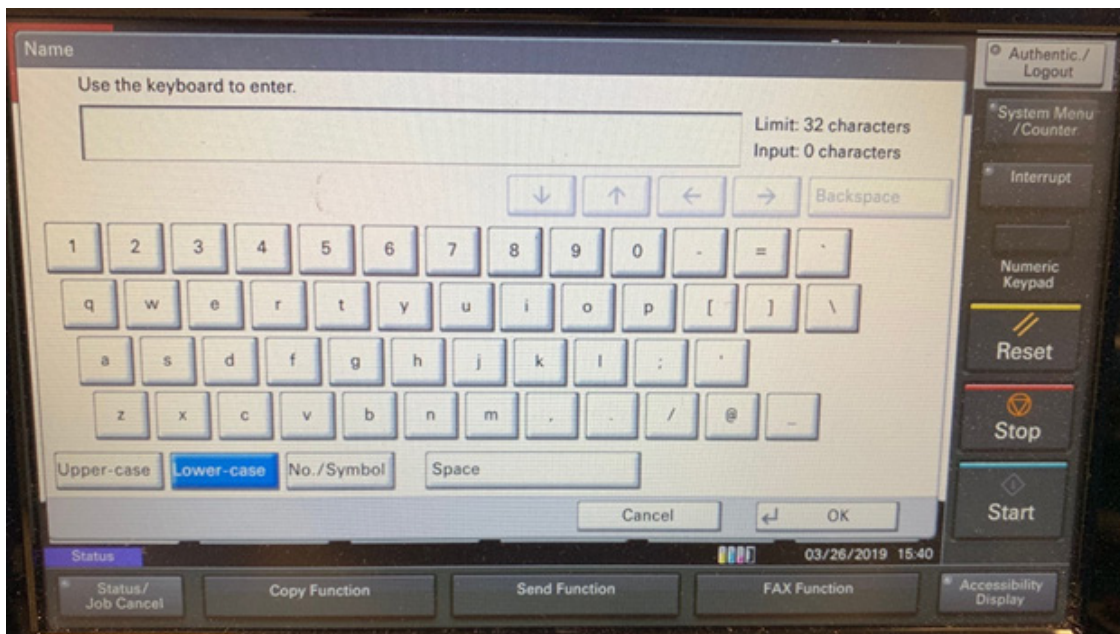 Name
Use the keyboard to enter.
Limit: 32 characters
Input: 0 characters
↓ ↑ ← → Backspace
1 2 3 4 5 6 7 8 9 0 - = `
q w e r t y u i o p [ ] \
a s d f g h j k l ; '
z x c v b n m , . / @ _
Upper-case Lower-case No./Symbol Space
Cancel OK
Status 03/26/2019 15:40
Status/
Job Cancel
Copy Function
Send Function
FAX Function
Accessibility
Display
Authentic./
Logout
System Menu
/Counter
Interrupt
Numeric
Keypad
Reset
Stop
Start